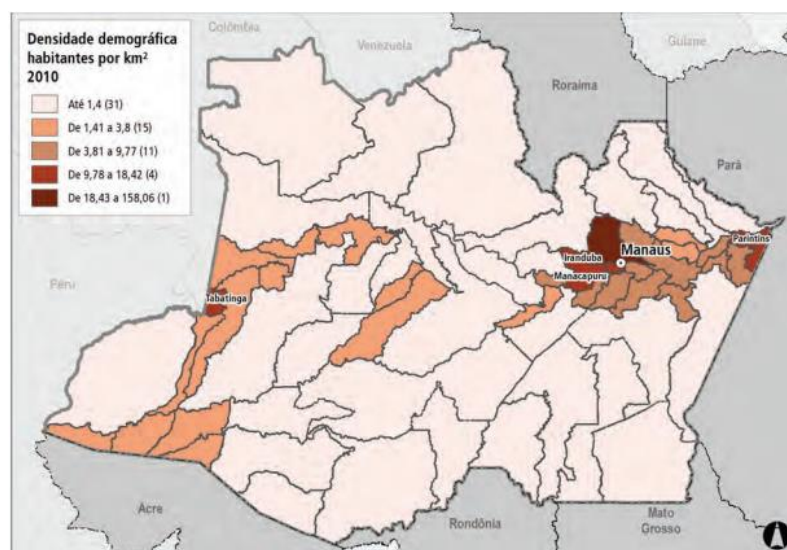 Densidade demográfica
habitantes por km²
2010
Até 1,4 (31)
De 1,41 a 3,8 (15)
De 3,81 a 9,77 (11)
De 9,78 a 18,42 (4)
De 18,43 a 158,06 (1)
Colômbia
Venezuela
Guiane
Roraima
Pará
Parintins
Manaus
Iranduba
Manacapuru
Tabatinga
Péru
Acre
Rondônia
Mato
Grosso